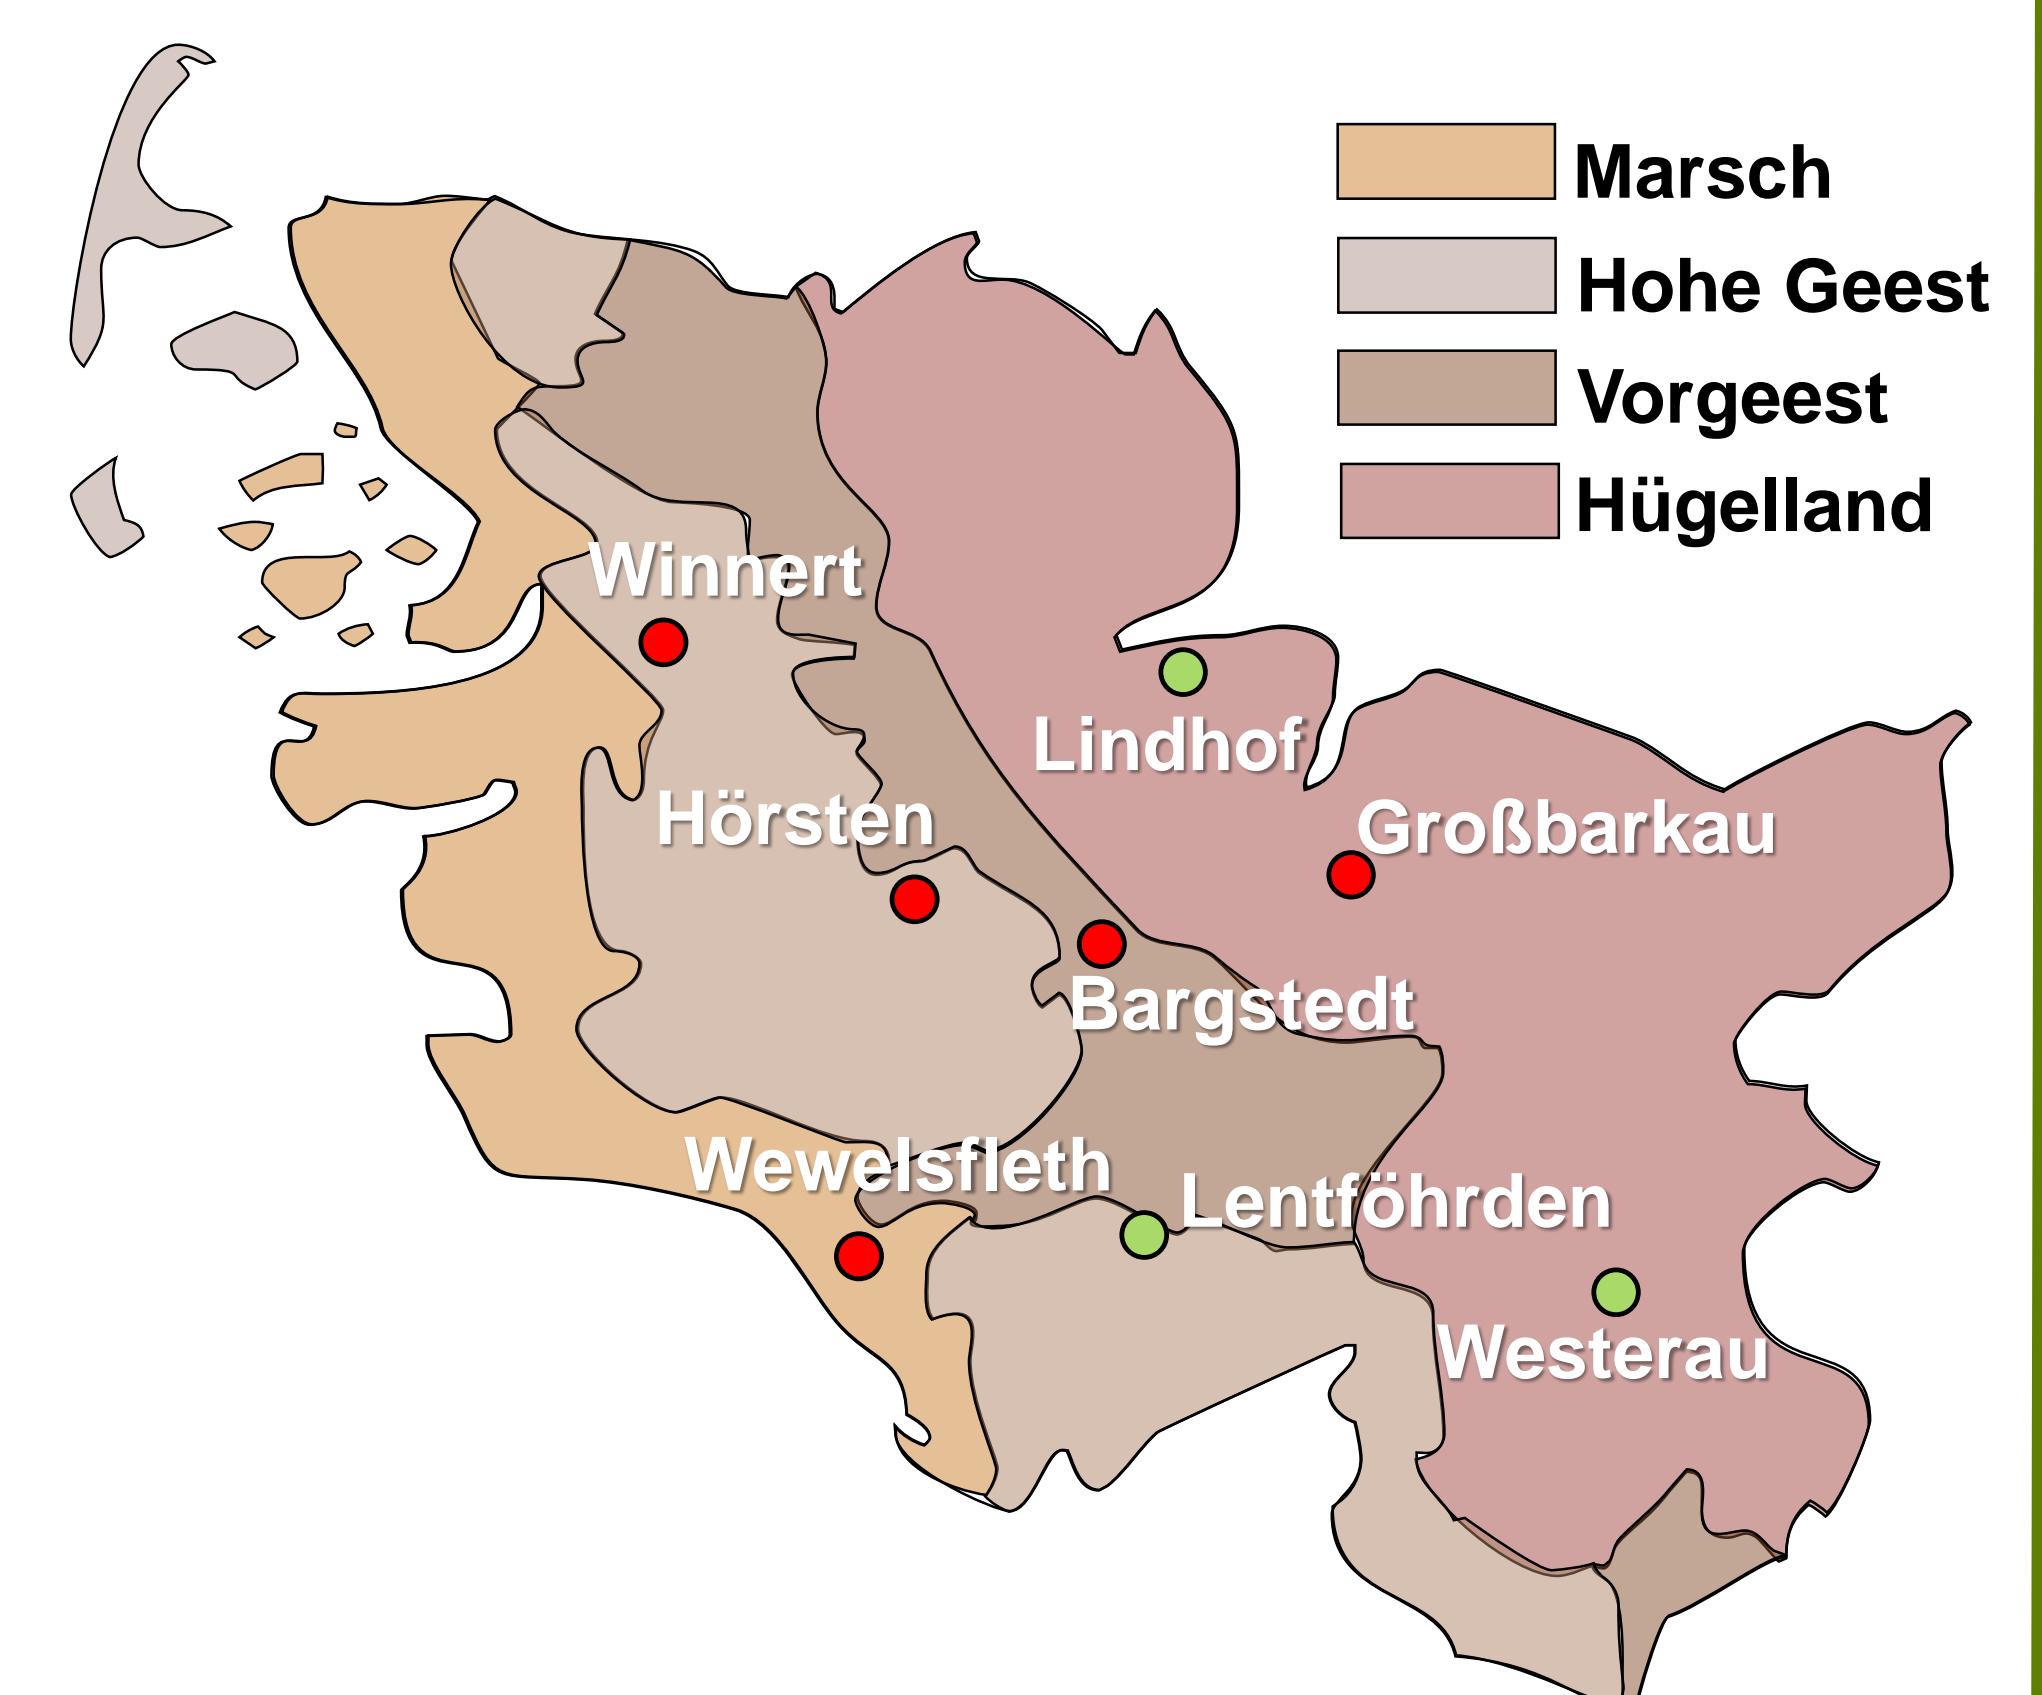 Marsch
Hohe Geest
Vorgeest
Hügelland
Winnert
Lindhof
Hörsten
Großbarkau
Bargstedt
Wewelsfleth
Lentföhrden
Westerau